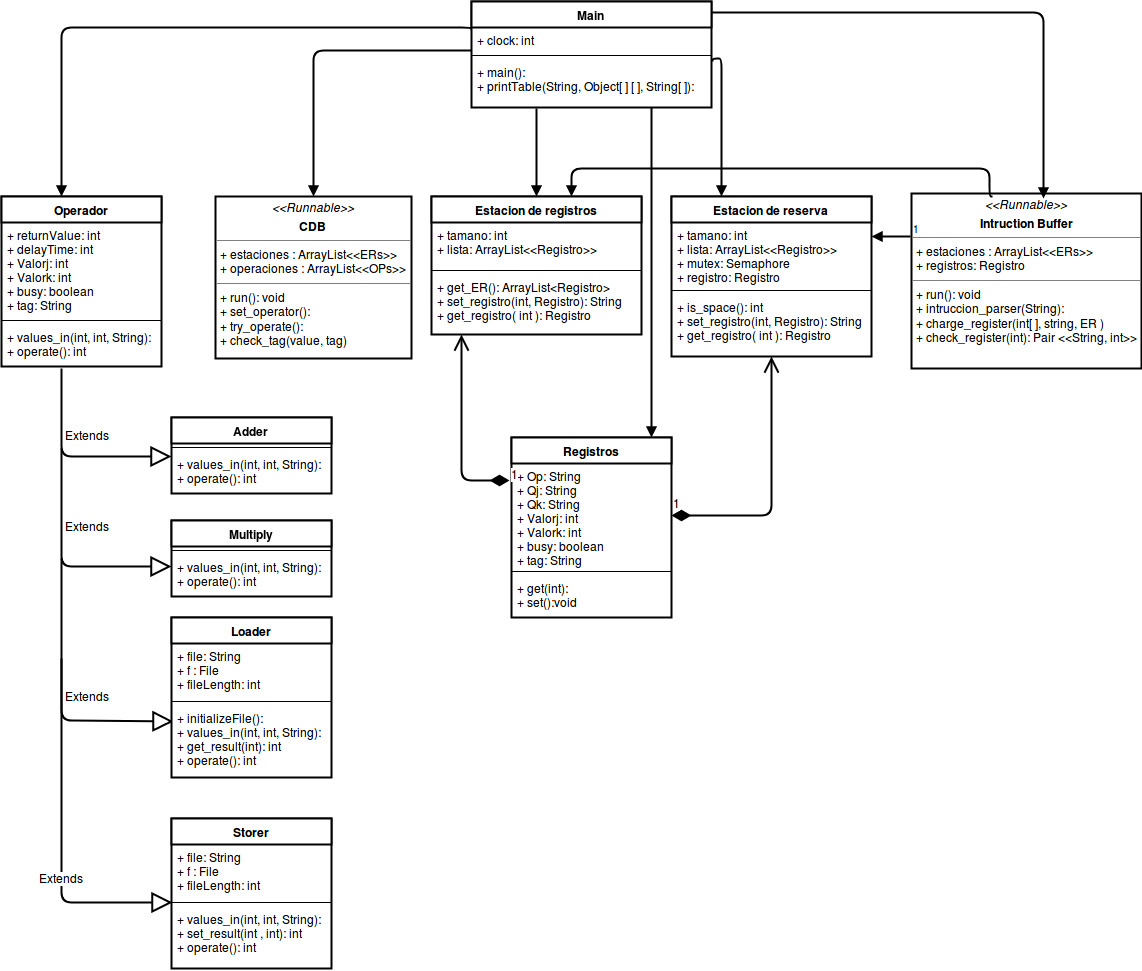 Main
+ clock: int
+ main():
+ printTable(String, Object[ ] [ ], String[ ]):
Operador
+ returnValue: int
+ delayTime: int
+ Valorj: int
+ Valork: int
+ busy: boolean
+ tag: String
+ values_in(int, int, String):
+ operate(): int
<<Runnable>>
CDB
+ estaciones : ArrayList<<ERs>>
+ operaciones : ArrayList<<OPs>>
+ run(): void
+ set_operator():
+ try_operate():
+ check_tag(value, tag)
Estacion de registros
+ tamano: int
+ lista: ArrayList<<Registro>>
+ get_ER(): ArrayList<Registro>
+ set_registro(int, Registro): String
+ get_registro( int ): Registro
Estacion de reserva
+ tamano: int
+ lista: ArrayList<<Registro>>
+ mutex: Semaphore
+ registro: Registro
+ is_space(): int
+ set_registro(int, Registro): String
+ get_registro( int ): Registro
1
<<Runnable>>
Intruction Buffer
+ estaciones : ArrayList<<ERs>>
+ registros: Registro
+ run(): void
+ intruccion_parser(String):
+ charge_register(int[ ], string, ER )
+ check_register(int): Pair <<String, int>>
Extends
Adder
+ values_in(int, int, String):
+ operate(): int
Extends
Multiply
+ values_in(int, int, String):
+ operate(): int
Extends
Loader
+ file: String
+ f : File
+ fileLength: int
+ initializeFile():
+ values_in(int, int, String):
+ get_result(int): int
+ operate(): int
Extends
Storer
+ file: String
+ f : File
+ fileLength: int
+ values_in(int, int, String):
+ set_result(int , int): int
+ operate(): int
Registros
1
+ Op: String
+ Qj: String
+ Qk: String
+ Valorj: int
+ Valork: int
+ busy: boolean
+ tag: String
+ get(int):
+ set():void
1